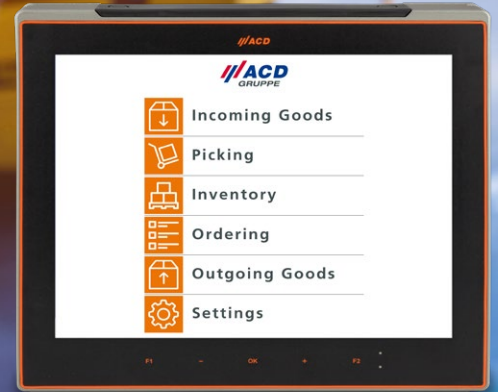 ACD
ACD
GRUPPE
Incoming Goods
Picking
Inventory
Ordering
Outgoing Goods
Settings
F1 - OK + F2